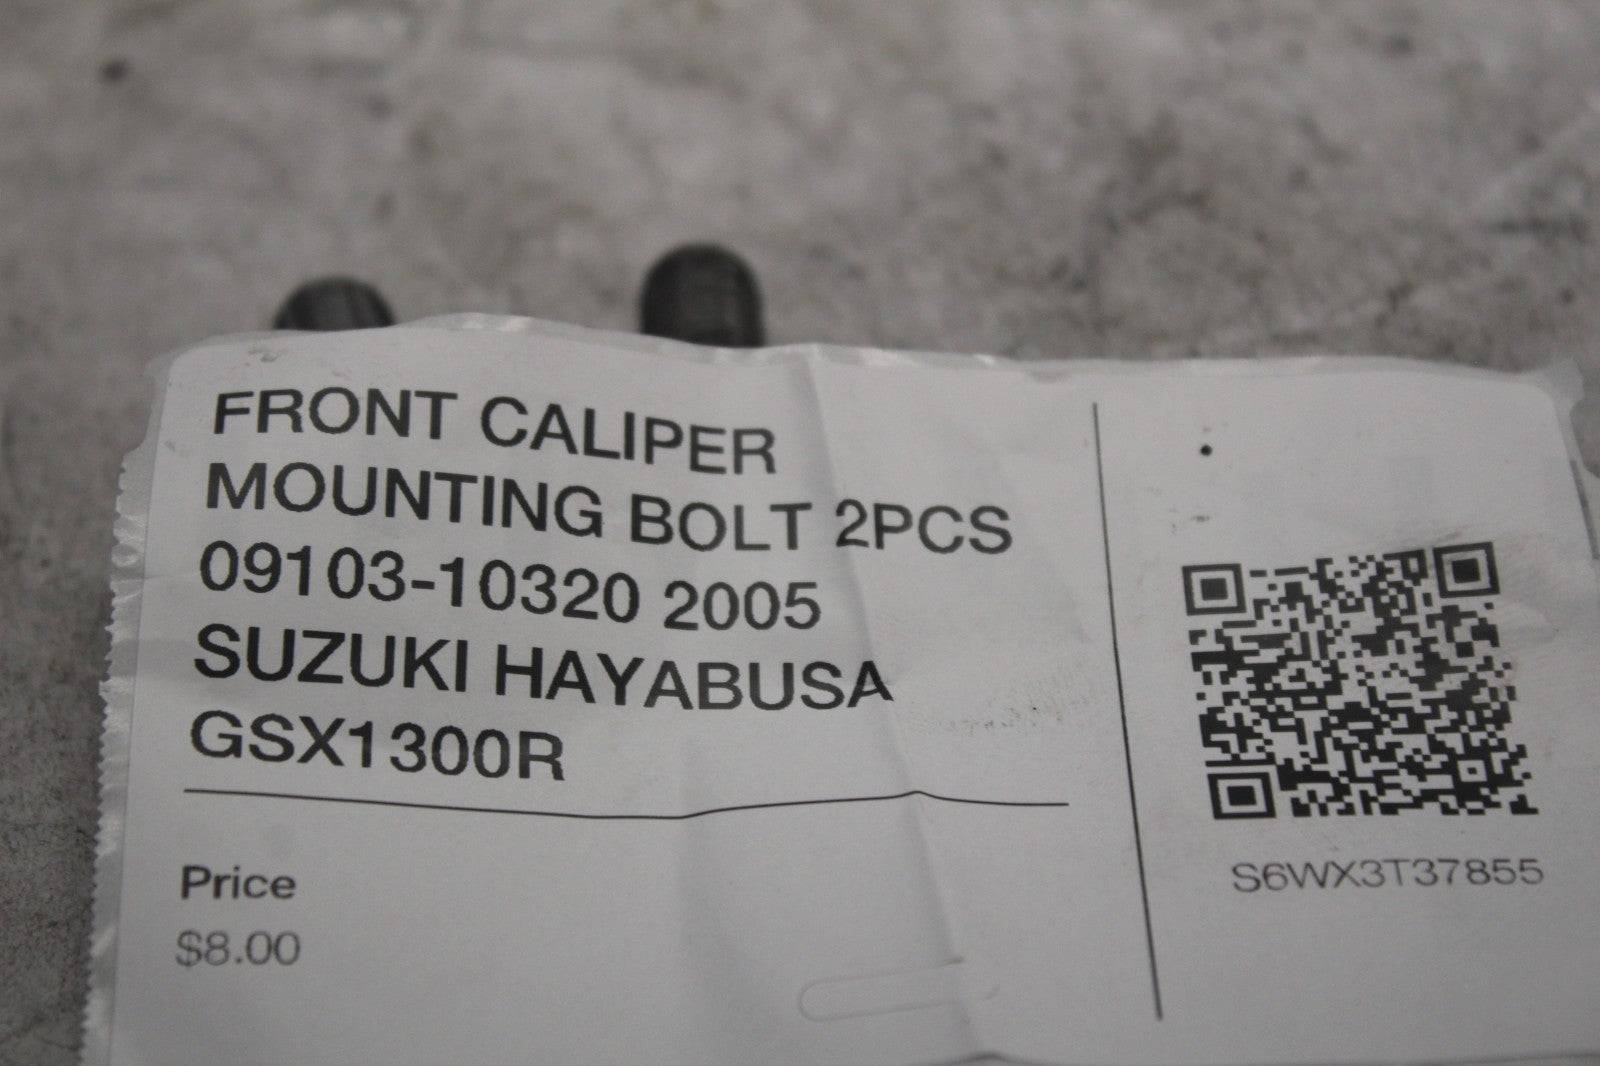 FRONT CALIPER
MOUNTING BOLT 2PCS
09103-10320 2005
SUZUKI HAYABUSA
GSX1300R
Price
$8.00
S6WX3T37855